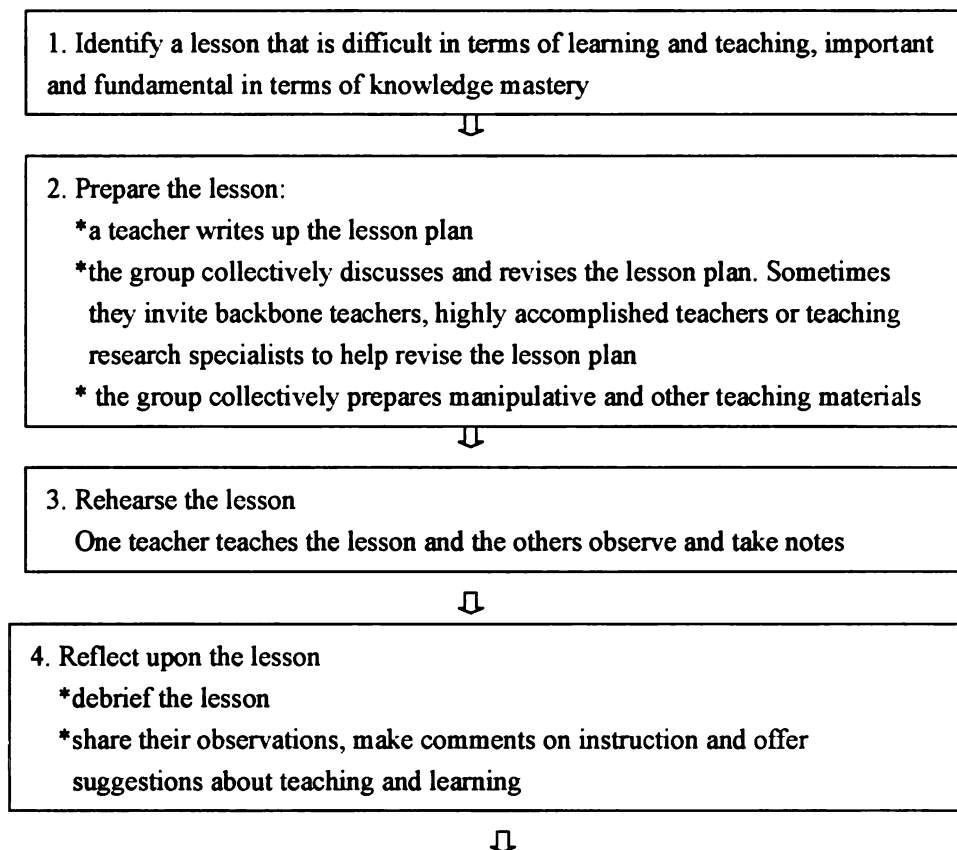 1. Identify a lesson that is difficult in terms of learning and teaching, important
and fundamental in terms of knowledge mastery
2. Prepare the lesson:
*a teacher writes up the lesson plan
*the group collectively discusses and revises the lesson plan. Sometimes
they invite backbone teachers, highly accomplished teachers or teaching
research specialists to help revise the lesson plan
* the group collectively prepares manipulative and other teaching materials
3. Rehearse the lesson
One teacher teaches the lesson and the others observe and take notes
4. Reflect upon the lesson
*debrief the lesson
*share their observations, make comments on instruction and offer
suggestions about teaching and learning